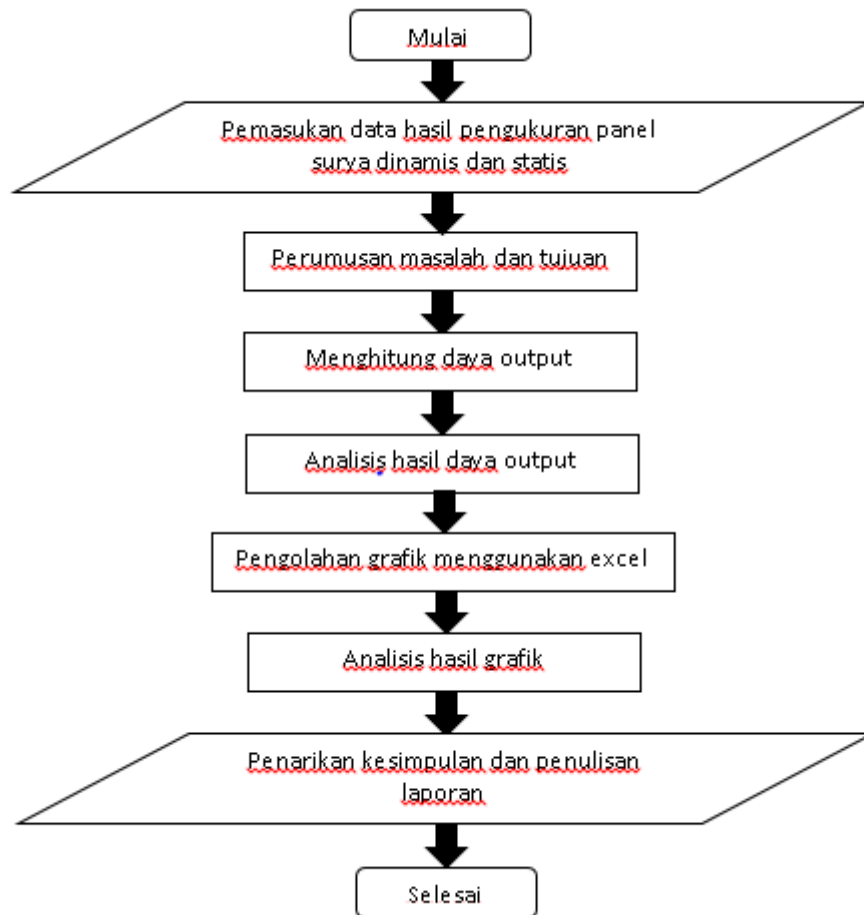 Mulai
Pemasukan data hasil pengukuran panel
surya dinamis dan statis
Perumusan masalah dan tujuan
Menghitung daya output
Analisis hasil daya output
Pengolahan grafik menggunakan excel
Analisis hasil grafik
Penarikan kesimpulan dan penulisan
laporan
Selesai